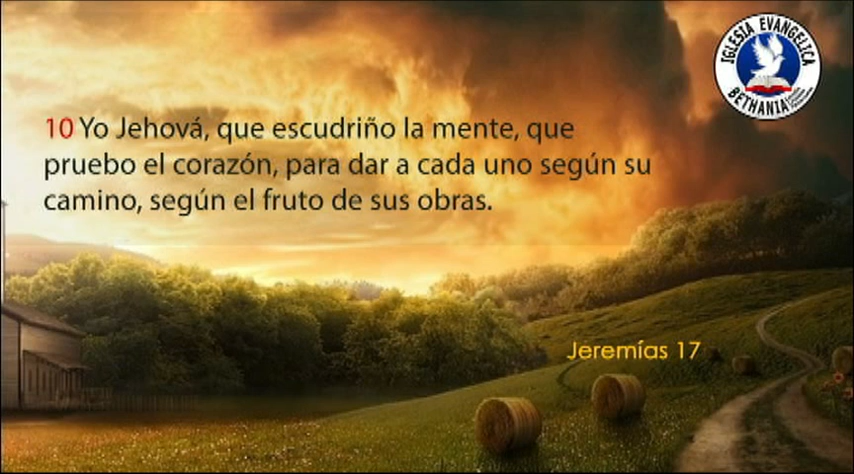 10 Yo Jehová, que escudriño la mente, que
pruebo el corazón, para dar a cada uno según su
camino, según el fruto de sus obras.
Jeremías 17
IGLESIA EVANGELICA
BETHANIA